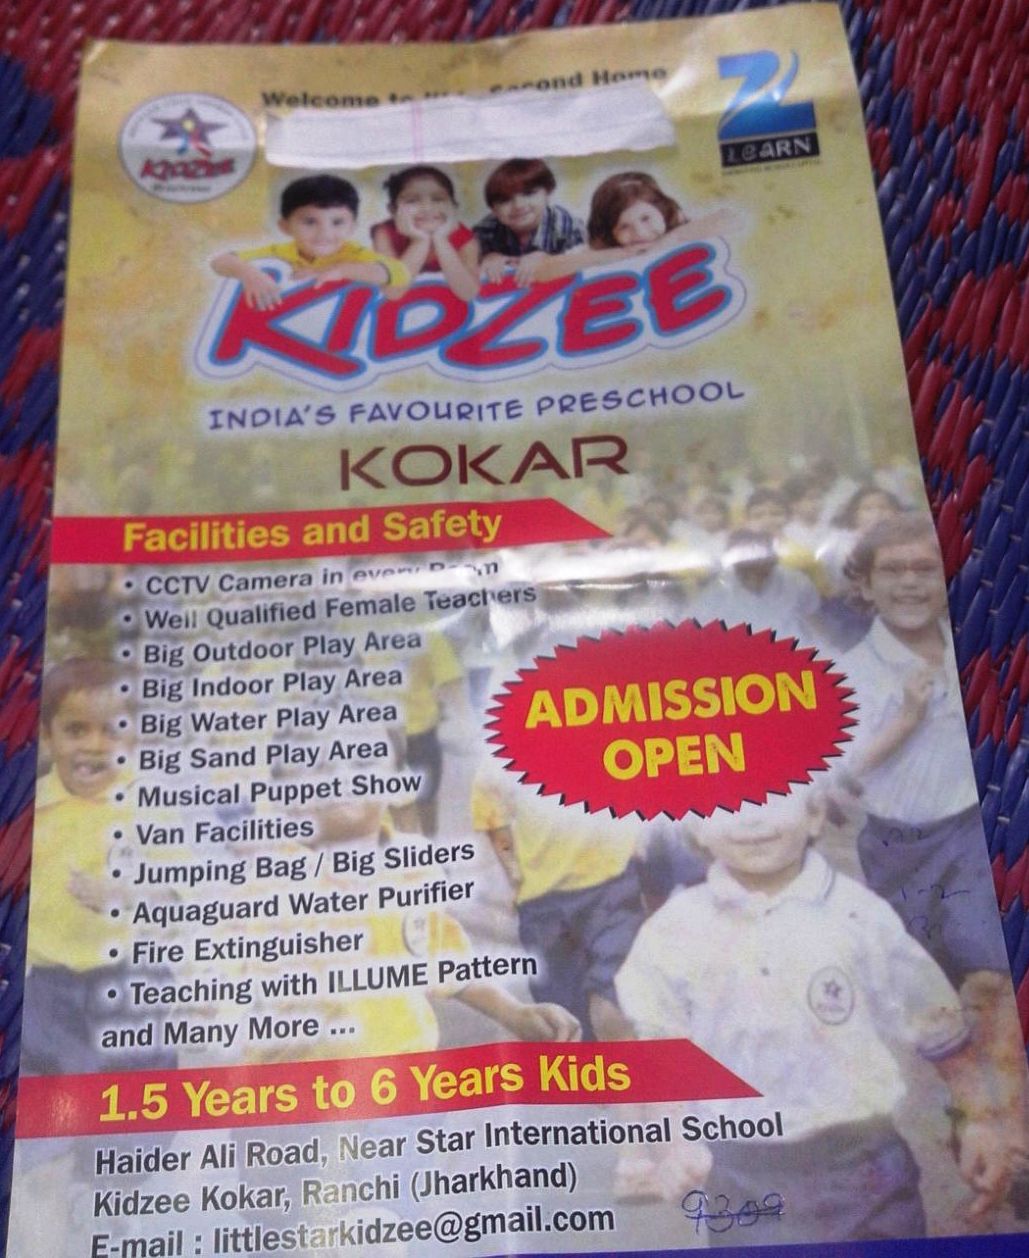 Welcome to Second Home
KIDZEE
Z
LEARN
KIDZEE
INDIA'S FAVOURITE PRESCHOOL
KOKAR
Facilities and Safety
• CCTV Camera in every Room
• Well Qualified Female Teachers
• Big Outdoor Play Area
• Big Indoor Play Area
• Big Water Play Area
• Big Sand Play Area
• Musical Puppet Show
• Van Facilities
• Jumping Bag / Big Sliders
• Aquaguard Water Purifier
• Fire Extinguisher
• Teaching with ILLUME Pattern
and Many More ...
ADMISSION
OPEN
1.5 Years to 6 Years Kids
Haider Ali Road, Near Star International School
Kidzee Kokar, Ranchi (Jharkhand)
E-mail : littlestarkidzee@gmail.com
9309